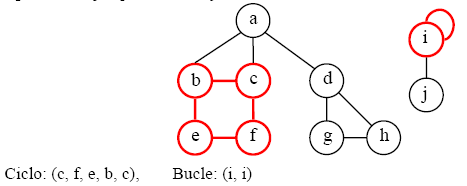 a
i
b c d
j
e f g h
Ciclo: (c, f, e, b, c), Bucle: (i, i)